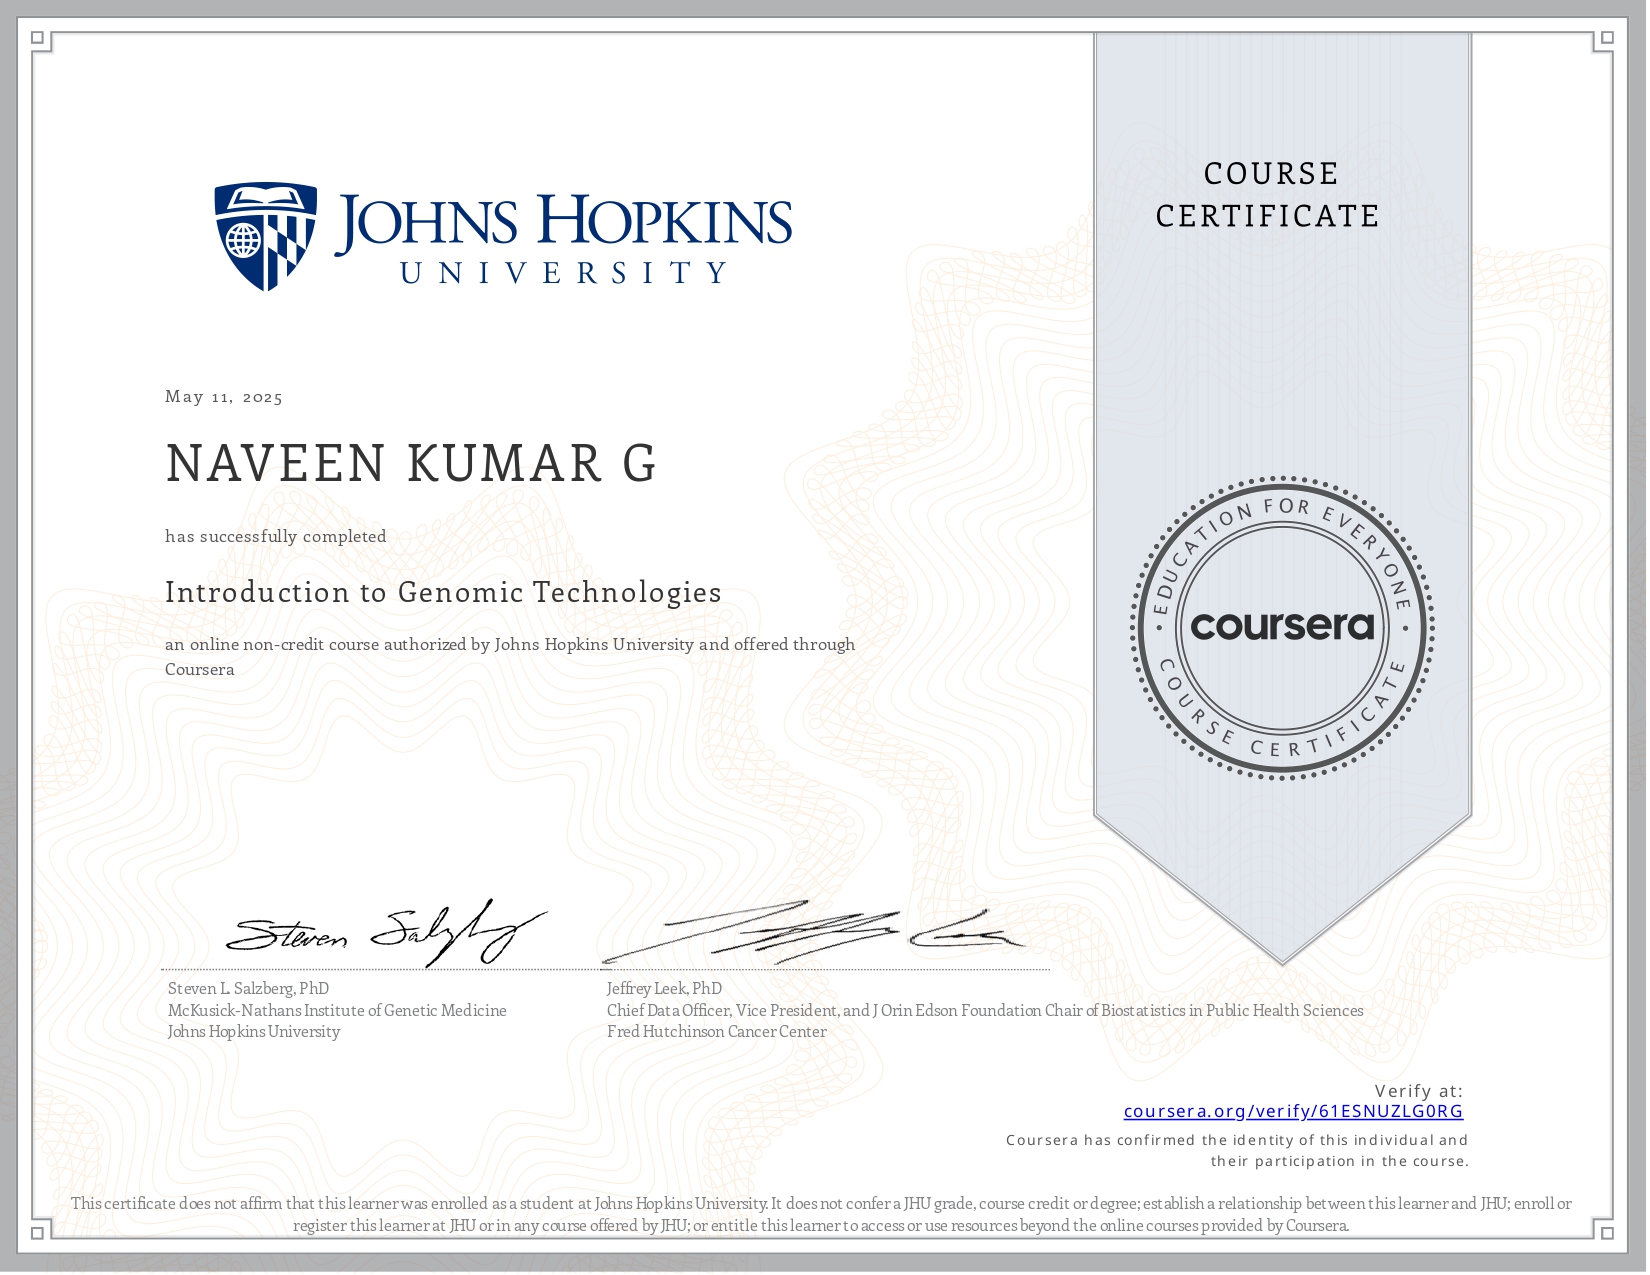 JOHNS HOPKINS
UNIVERSITY
COURSE
CERTIFICATE
May 11, 2025
NAVEEN KUMAR G
has successfully completed
Introduction to Genomic Technologies
an online non-credit course authorized by Johns Hopkins University and offered through
Coursera
EDUCATION FOR EVERYONE
coursera
COURSE CERTIFICATE
Steven Salzberg
Steven L. Salzberg, PhD
McKusick-Nathans Institute of Genetic Medicine
Johns Hopkins University
Jeffrey Leek, PhD
Chief Data Officer, Vice President, and J Orin Edson Foundation Chair of Biostatistics in Public Health Sciences
Fred Hutchinson Cancer Center
Verify at:
coursera.org/verify/61ESNUZLG0RG
Coursera has confirmed the identity of this individual and
their participation in the course.
This certificate does not affirm that this learner was enrolled as a student at Johns Hopkins University. It does not confer a JHU grade, course credit or degree; establish a relationship between this learner and JHU; enroll or
register this learner at JHU or in any course offered by JHU; or entitle this learner to access or use resources beyond the online courses provided by Coursera.